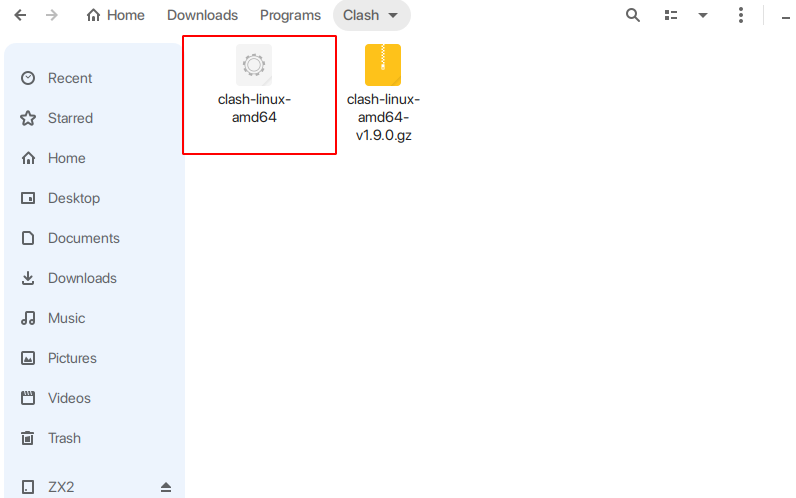 Home Downloads Programs Clash
Recent
Starred
Home
Desktop
Documents
Downloads
Music
Pictures
Videos
Trash
ZX2
clash-linux-
amd64
clash-linux-
amd64-
v1.9.0.gz